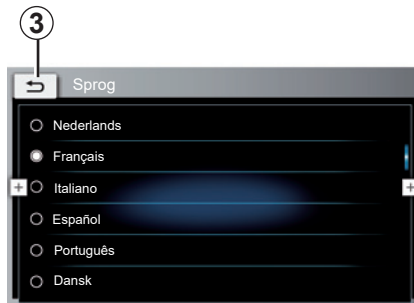 3
Sprog
Nederlands
Français
Italiano
Español
Português
Dansk